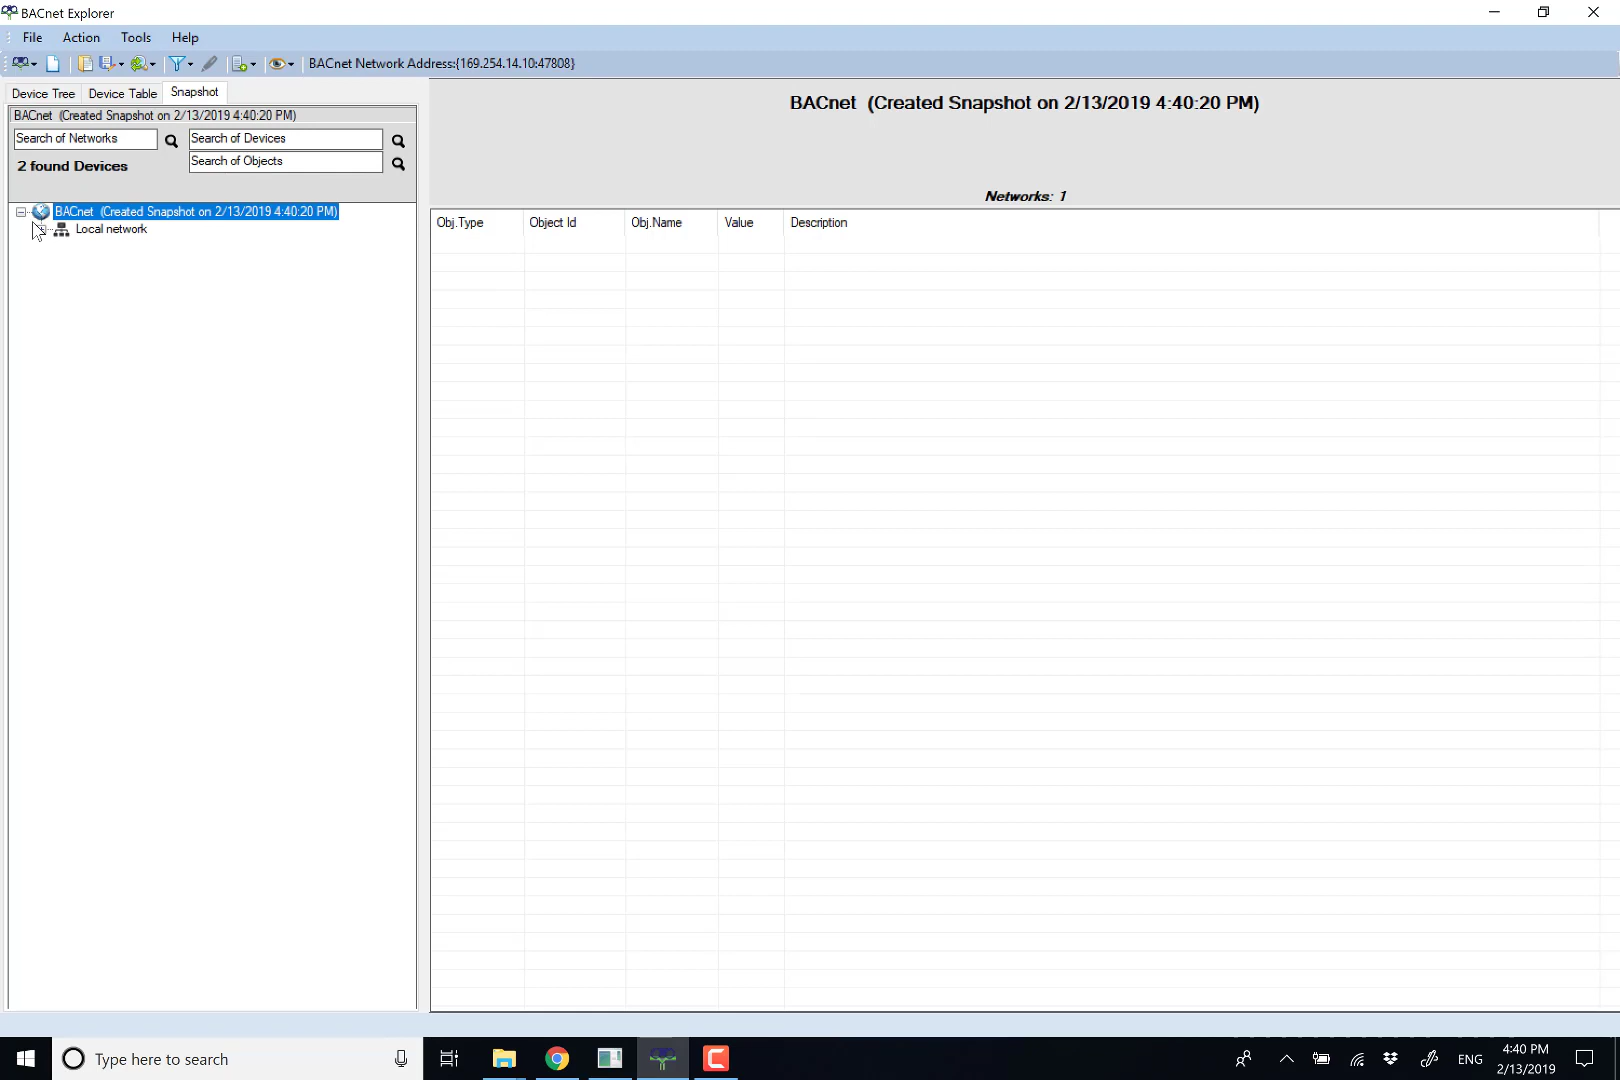 BACnet Explorer
File Action Tools Help
BACnet Network Address:{169.254.14.10:47808}
Device Tree Device Table Snapshot
BACnet (Created Snapshot on 2/13/2019 4:40:20 PM)
Search of Networks Search of Devices
2 found Devices Search of Objects
BACnet (Created Snapshot on 2/13/2019 4:40:20 PM)
Local network
BACnet (Created Snapshot on 2/13/2019 4:40:20 PM)
Networks: 1
Obj.Type Object Id Obj.Name Value Description
Type here to search
ENG
4:40 PM
2/13/2019